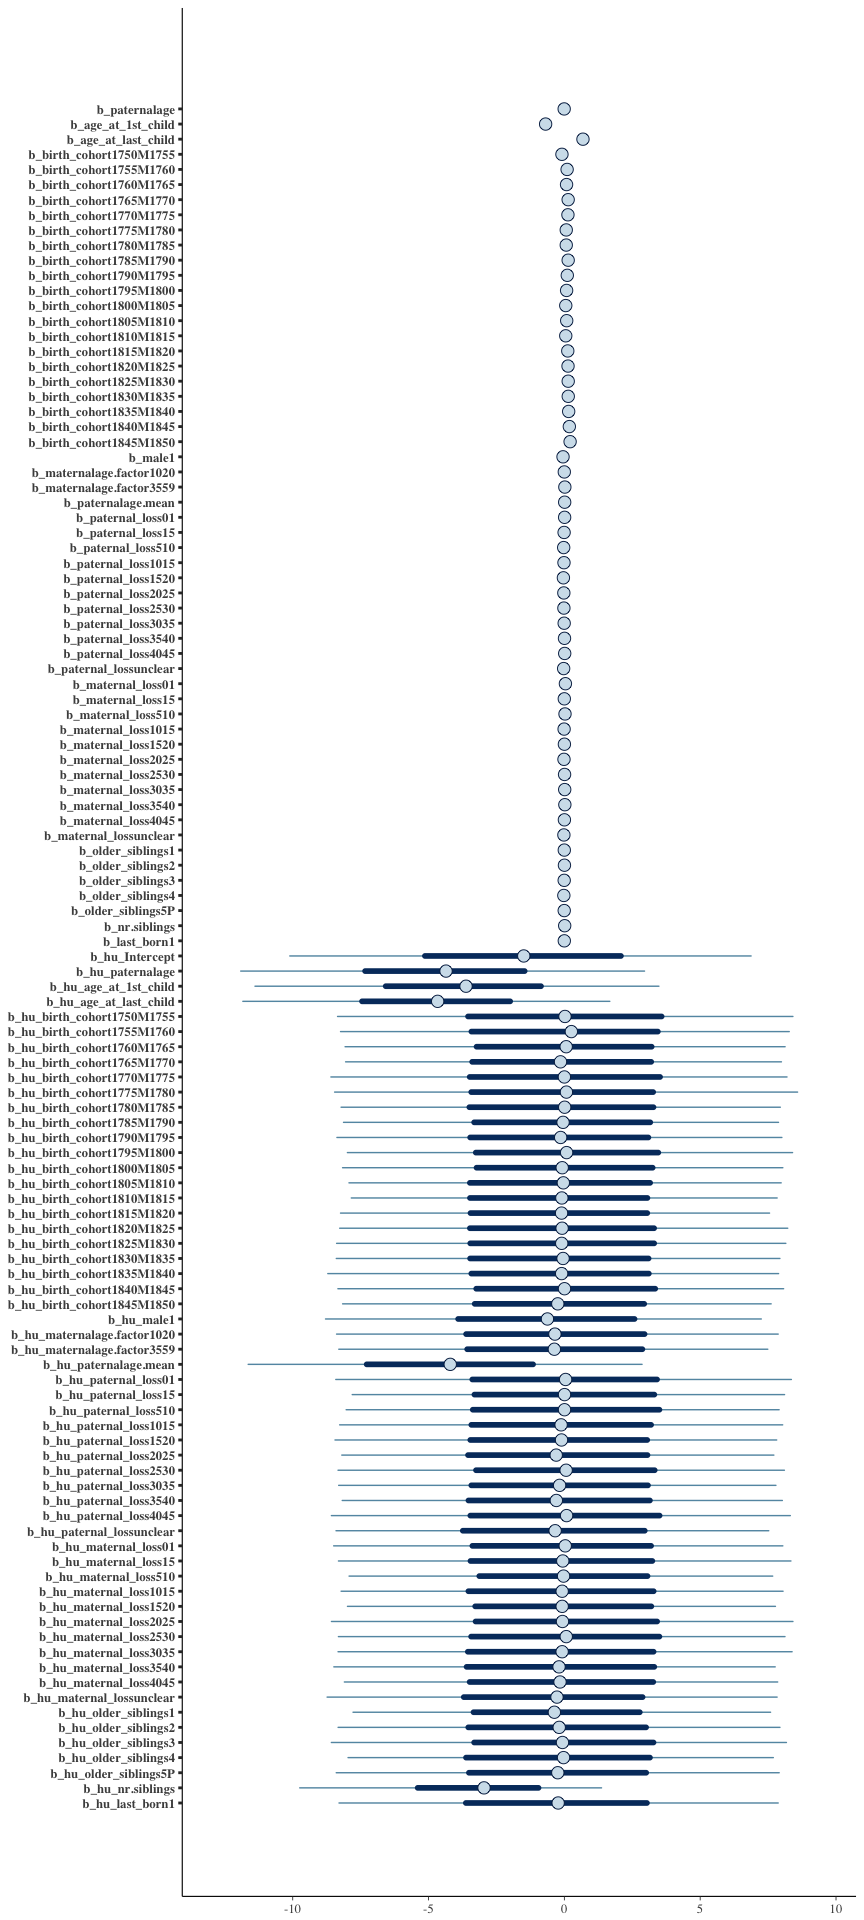 b_paternalage
b_age_at_1st_child
b_age_at_last_child
b_birth_cohort1750M1755
b_birth_cohort1755M1760
b_birth_cohort1760M1765
b_birth_cohort1765M1770
b_birth_cohort1770M1775
b_birth_cohort1775M1780
b_birth_cohort1780M1785
b_birth_cohort1785M1790
b_birth_cohort1790M1795
b_birth_cohort1795M1800
b_birth_cohort1800M1805
b_birth_cohort1805M1810
b_birth_cohort1810M1815
b_birth_cohort1815M1820
b_birth_cohort1820M1825
b_birth_cohort1825M1830
b_birth_cohort1830M1835
b_birth_cohort1835M1840
b_birth_cohort1840M1845
b_birth_cohort1845M1850
b_male1
b_maternalage.factor1020
b_maternalage.factor3559
b_paternalage.mean
b_paternal_loss01
b_paternal_loss15
b_paternal_loss510
b_paternal_loss1015
b_paternal_loss1520
b_paternal_loss2025
b_paternal_loss2530
b_paternal_loss3035
b_paternal_loss3540
b_paternal_loss4045
b_paternal_lossunclear
b_maternal_loss01
b_maternal_loss15
b_maternal_loss510
b_maternal_loss1015
b_maternal_loss1520
b_maternal_loss2025
b_maternal_loss2530
b_maternal_loss3035
b_maternal_loss3540
b_maternal_loss4045
b_maternal_lossunclear
b_older_siblings1
b_older_siblings2
b_older_siblings3
b_older_siblings4
b_older_siblings5P
b_nr.siblings
b_last_born1
b_hu_Intercept
b_hu_paternalage
b_hu_age_at_1st_child
b_hu_age_at_last_child
b_hu_birth_cohort1750M1755
b_hu_birth_cohort1755M1760
b_hu_birth_cohort1760M1765
b_hu_birth_cohort1765M1770
b_hu_birth_cohort1770M1775
b_hu_birth_cohort1775M1780
b_hu_birth_cohort1780M1785
b_hu_birth_cohort1785M1790
b_hu_birth_cohort1790M1795
b_hu_birth_cohort1795M1800
b_hu_birth_cohort1800M1805
b_hu_birth_cohort1805M1810
b_hu_birth_cohort1810M1815
b_hu_birth_cohort1815M1820
b_hu_birth_cohort1820M1825
b_hu_birth_cohort1825M1830
b_hu_birth_cohort1830M1835
b_hu_birth_cohort1835M1840
b_hu_birth_cohort1840M1845
b_hu_birth_cohort1845M1850
b_hu_male1
b_hu_maternalage.factor1020
b_hu_maternalage.factor3559
b_hu_paternalage.mean
b_hu_paternal_loss01
b_hu_paternal_loss15
b_hu_paternal_loss510
b_hu_paternal_loss1015
b_hu_paternal_loss1520
b_hu_paternal_loss2025
b_hu_paternal_loss2530
b_hu_paternal_loss3035
b_hu_paternal_loss3540
b_hu_paternal_loss4045
b_hu_paternal_lossunclear
b_hu_maternal_loss01
b_hu_maternal_loss15
b_hu_maternal_loss510
b_hu_maternal_loss1015
b_hu_maternal_loss1520
b_hu_maternal_loss2025
b_hu_maternal_loss2530
b_hu_maternal_loss3035
b_hu_maternal_loss3540
b_hu_maternal_loss4045
b_hu_maternal_lossunclear
b_hu_older_siblings1
b_hu_older_siblings2
b_hu_older_siblings3
b_hu_older_siblings4
b_hu_older_siblings5P
b_hu_nr.siblings
b_hu_last_born1
-10 -5 0 5 10